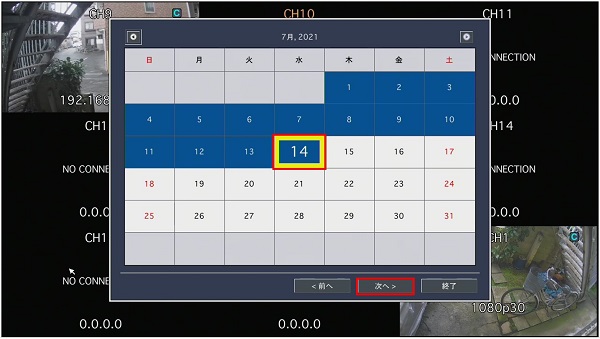 CH9 C CH10 CH11
7月, 2021
日 月 火 水 木 金 土
1 2 3
4 5 6 7 8 9 10
11 12 13 14 15 16 17
18 19 20 21 22 23 24
25 26 27 28 29 30 31
192.168
NNECTION
0.0.0
CH1
H14
NO CONNE
NNECTION
0.0.0
0.0.0
CH1
CH1 C
NO CONNE
< 前へ 次へ > 終了
1080p30
0.0.0.0 0.0.0.0